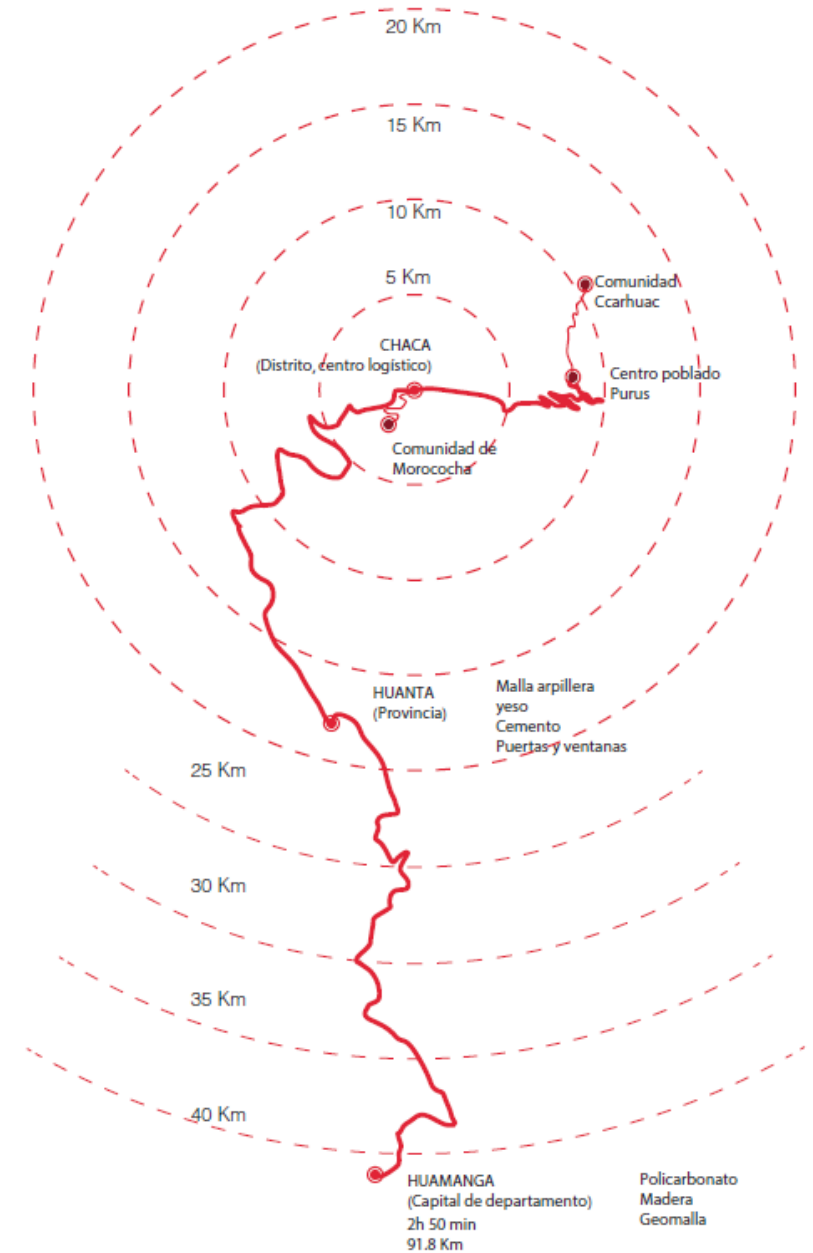 20 Km
15 Km
10 Km
5 Km
Comunidad
Ccarhuac
CHACA
(Distrito, centro logístico)
Centro poblado
Purus
Comunidad de
Morococha
HUANTA
(Provincia)
Malla arpillera
yeso
Cemento
Puertas y ventanas
25 Km
30 Km
35 Km
40 Km
HUAMANGA
(Capital de departamento)
2h 50 min
91.8 Km
Policarbonato
Madera
Geomalla